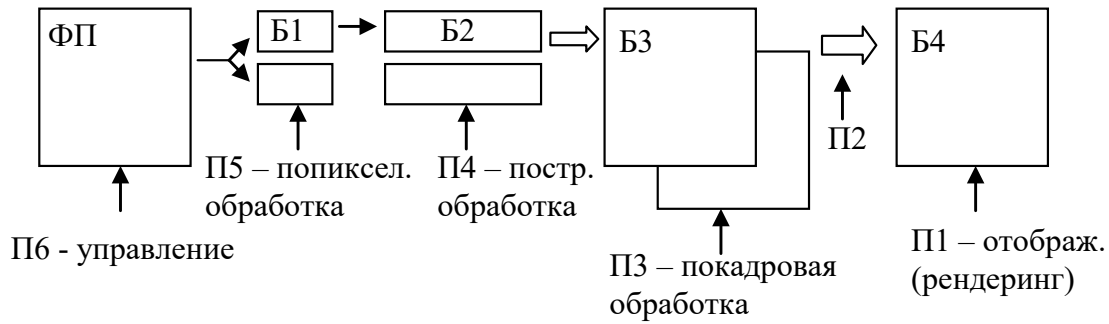 ФП
Б1
Б2
Б3
Б4
П2
П5 – попиксел.
обработка
П4 – постр.
обработка
П6 - управление
П3 – покадровая
обработка
П1 – отображ.
(рендеринг)